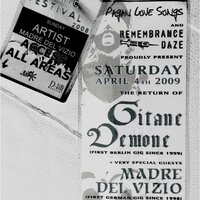 FESTIVAL
2008
SUNDAY
ARTIST
MADRE DEL VIZIO
ACCESS
ALL AREAS
Pagan Love Songs
AND
REMEMBRANCE
DAZE
PROUDLY PRESENT
SATURDAY
APRIL 4TH 2009
THE RETURN OF
Gitane
Demone
(FIRST BERLIN GIG SINCE 1999)
+ VERY SPECIAL GUESTS
MADRE
DEL VIZIO
(FIRST GERMAN GIG SINCE 1998)